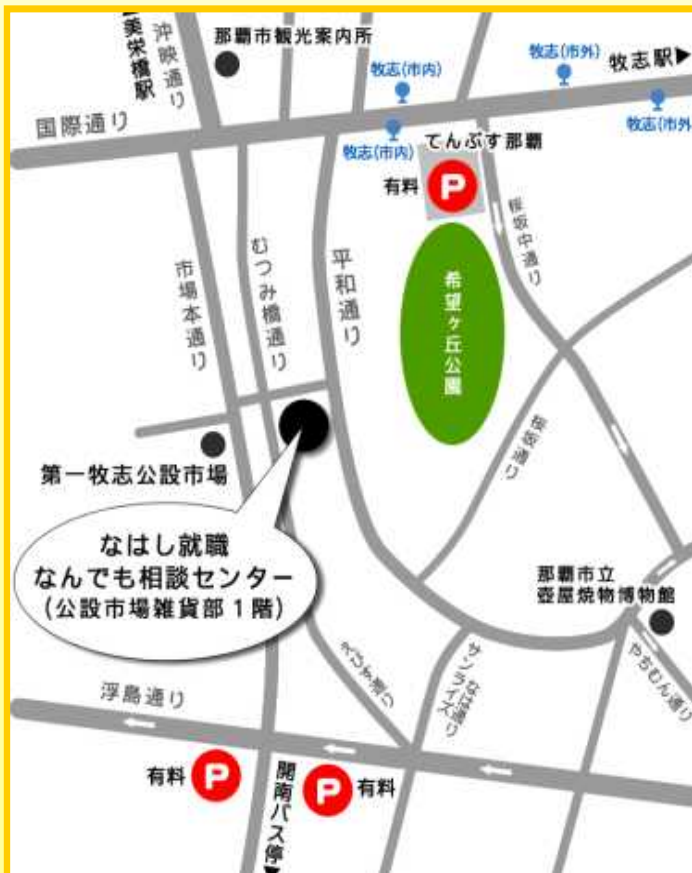 美栄橋駅
沖映通り
那覇市観光案内所
牧志(市内)
牧志(市外)
牧志駅▶
国際通り
牧志(市内)
てんぶす那覇
牧志(市外
有料
P
桜坂中通り
むつみ橋通り
平和通り
市場本通り
希望ヶ丘公園
桜坂通り
第一牧志公設市場
なはし就職
なんでも相談センター
(公設市場雑貨部1階)
那覇市立
壺屋焼物博物館
やちむん通り
サンライズ
なは通り
浮島通り
有料
P
開南バス停
P
有料